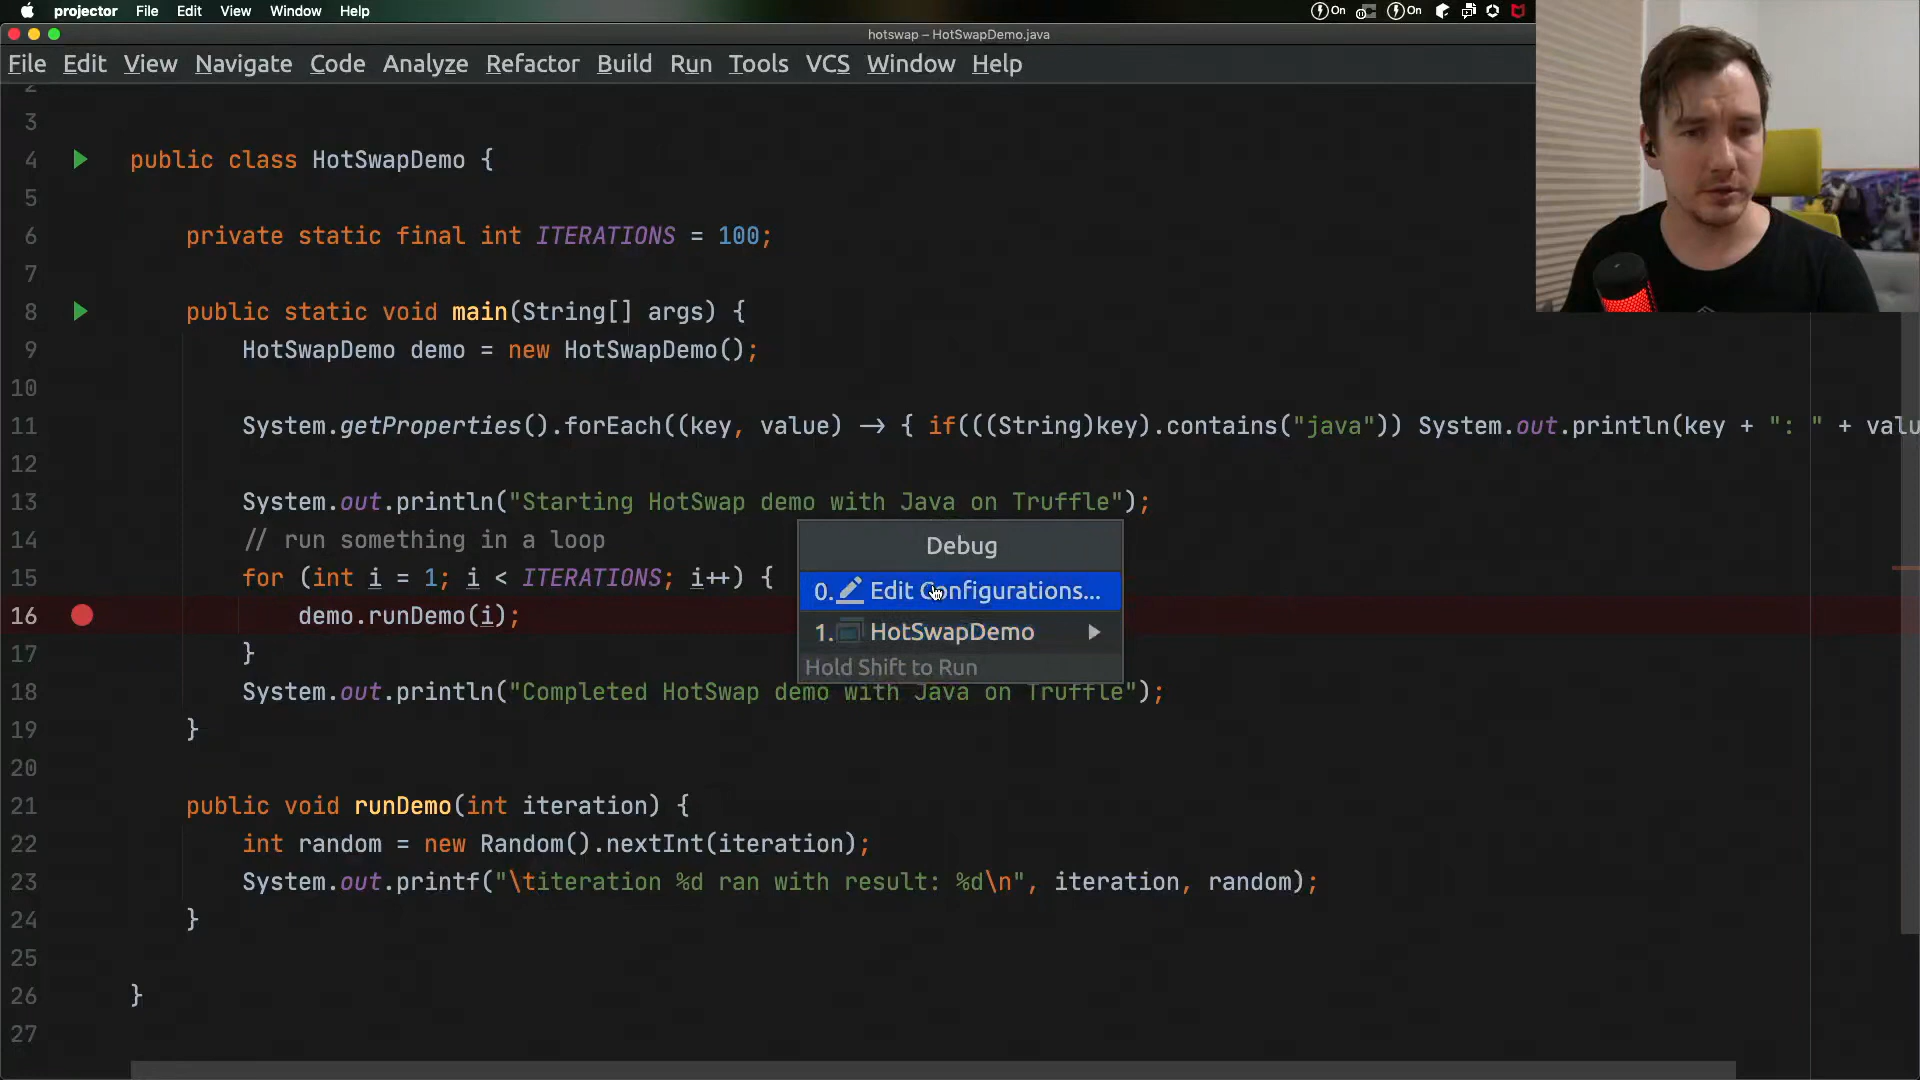 projector File Edit View Window Help On On
hotswap – HotSwapDemo.java
File Edit View Navigate Code Analyze Refactor Build Run Tools VCS Window Help
2
3
4 public class HotSwapDemo {
5
6 private static final int ITERATIONS = 100;
7
8 public static void main(String[] args) {
9 HotSwapDemo demo = new HotSwapDemo();
10
11 System.getProperties().forEach((key, value) -> { if(((String)key).contains("java")) System.out.println(key + ": " + valu
12
13 System.out.println("Starting HotSwap demo with Java on Truffle");
14 // run something in a loop
15 for (int i = 1; i < ITERATIONS; i++) {
16 demo.runDemo(i);
17 }
18 System.out.println("Completed HotSwap demo with Java on Truffle");
19 }
20
21 public void runDemo(int iteration) {
22 int random = new Random().nextInt(iteration);
23 System.out.printf("\titeration %d ran with result: %d\n", iteration, random);
24 }
25
26 }
27
Debug
0. Edit Configurations...
1. HotSwapDemo
Hold Shift to Run